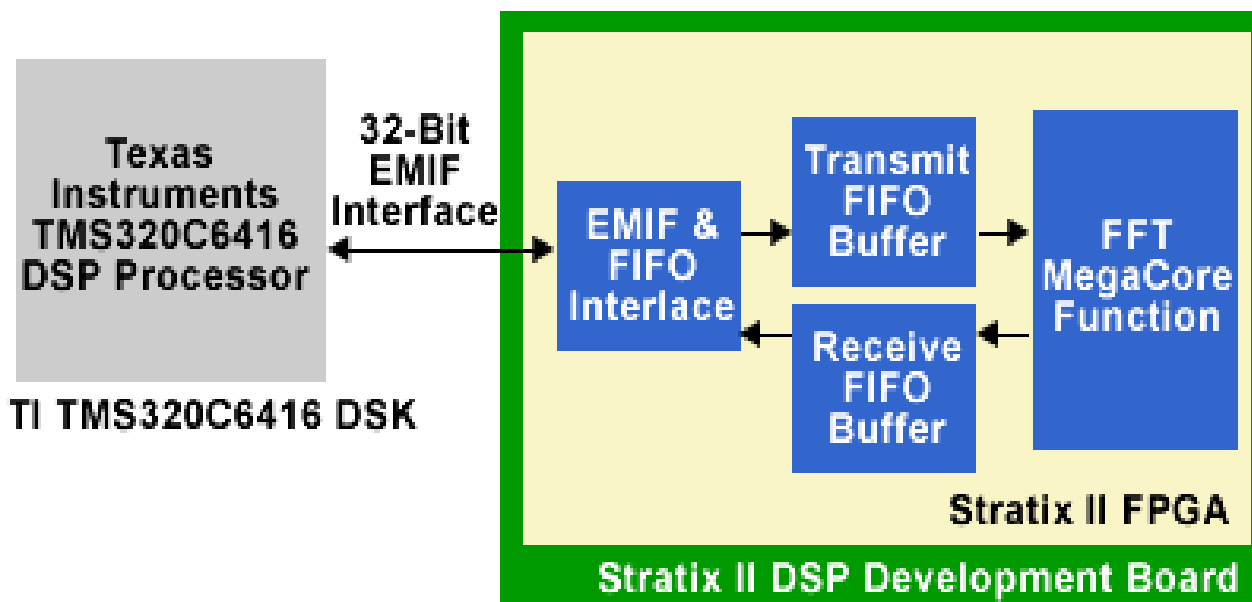 Texas
Instruments
TMS320C6416
DSP Processor
TI TMS320C6416 DSK
32-Bit
EMIF
Interface
EMIF &
FIFO
Interlace
Transmit
FIFO
Buffer
Receive
FIFO
Buffer
FFT
MegaCore
Function
Stratix II FPGA
Stratix II DSP Development Board